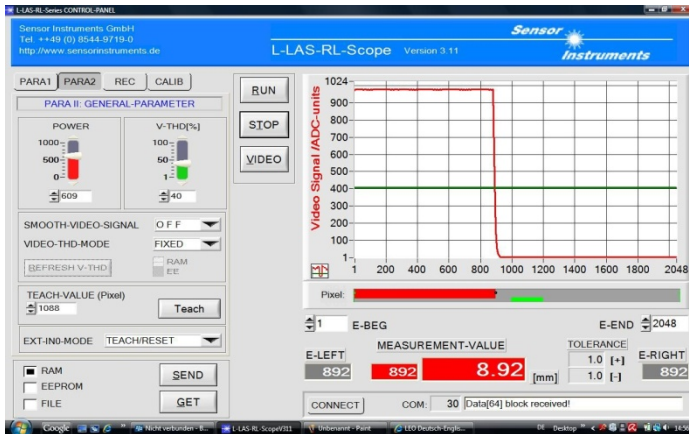 L-LAS-RL-Series CONTROL-PANEL
Sensor Instruments GmbH
Tel. ++49 (0) 8544-9719-0
http://www.sensorinstruments.de
L-LAS-RL-Scope Version 3.11
Sensor
Instruments
PARA1 PARA2 REC CALIB
PARA II: GENERAL-PARAMETER
POWER V-THD[%]
1000
500
0
609
100
50
1
40
SMOOTH-VIDEO-SIGNAL OFF
VIDEO-THD-MODE FIXED
REFRESH V-THD RAM
EE
TEACH-VALUE (Pixel)
1088 Teach
EXT-IN0-MODE TEACH/RESET
RAM
EEPROM
FILE
SEND
GET
RUN
STOP
VIDEO
Video Signal /ADC-units
1024
900
800
700
600
500
400
300
200
100
1
1 200 400 600 800 1000 1200 1400 1600 1800 2048
Pixel:
1 E-BEG E-END 2048
MEASUREMENT-VALUE TOLERANCE
E-LEFT E-RIGHT
892 892 8.92 [mm] 892
1.0 [+]
1.0 [-]
CONNECT COM: 30 Data[64] block received!
Google Nicht verbunden - B... L-LAS-RL-ScopeV311 Unbenannt - Paint LEO Deutsch-Englis... DE Desktop 14:56